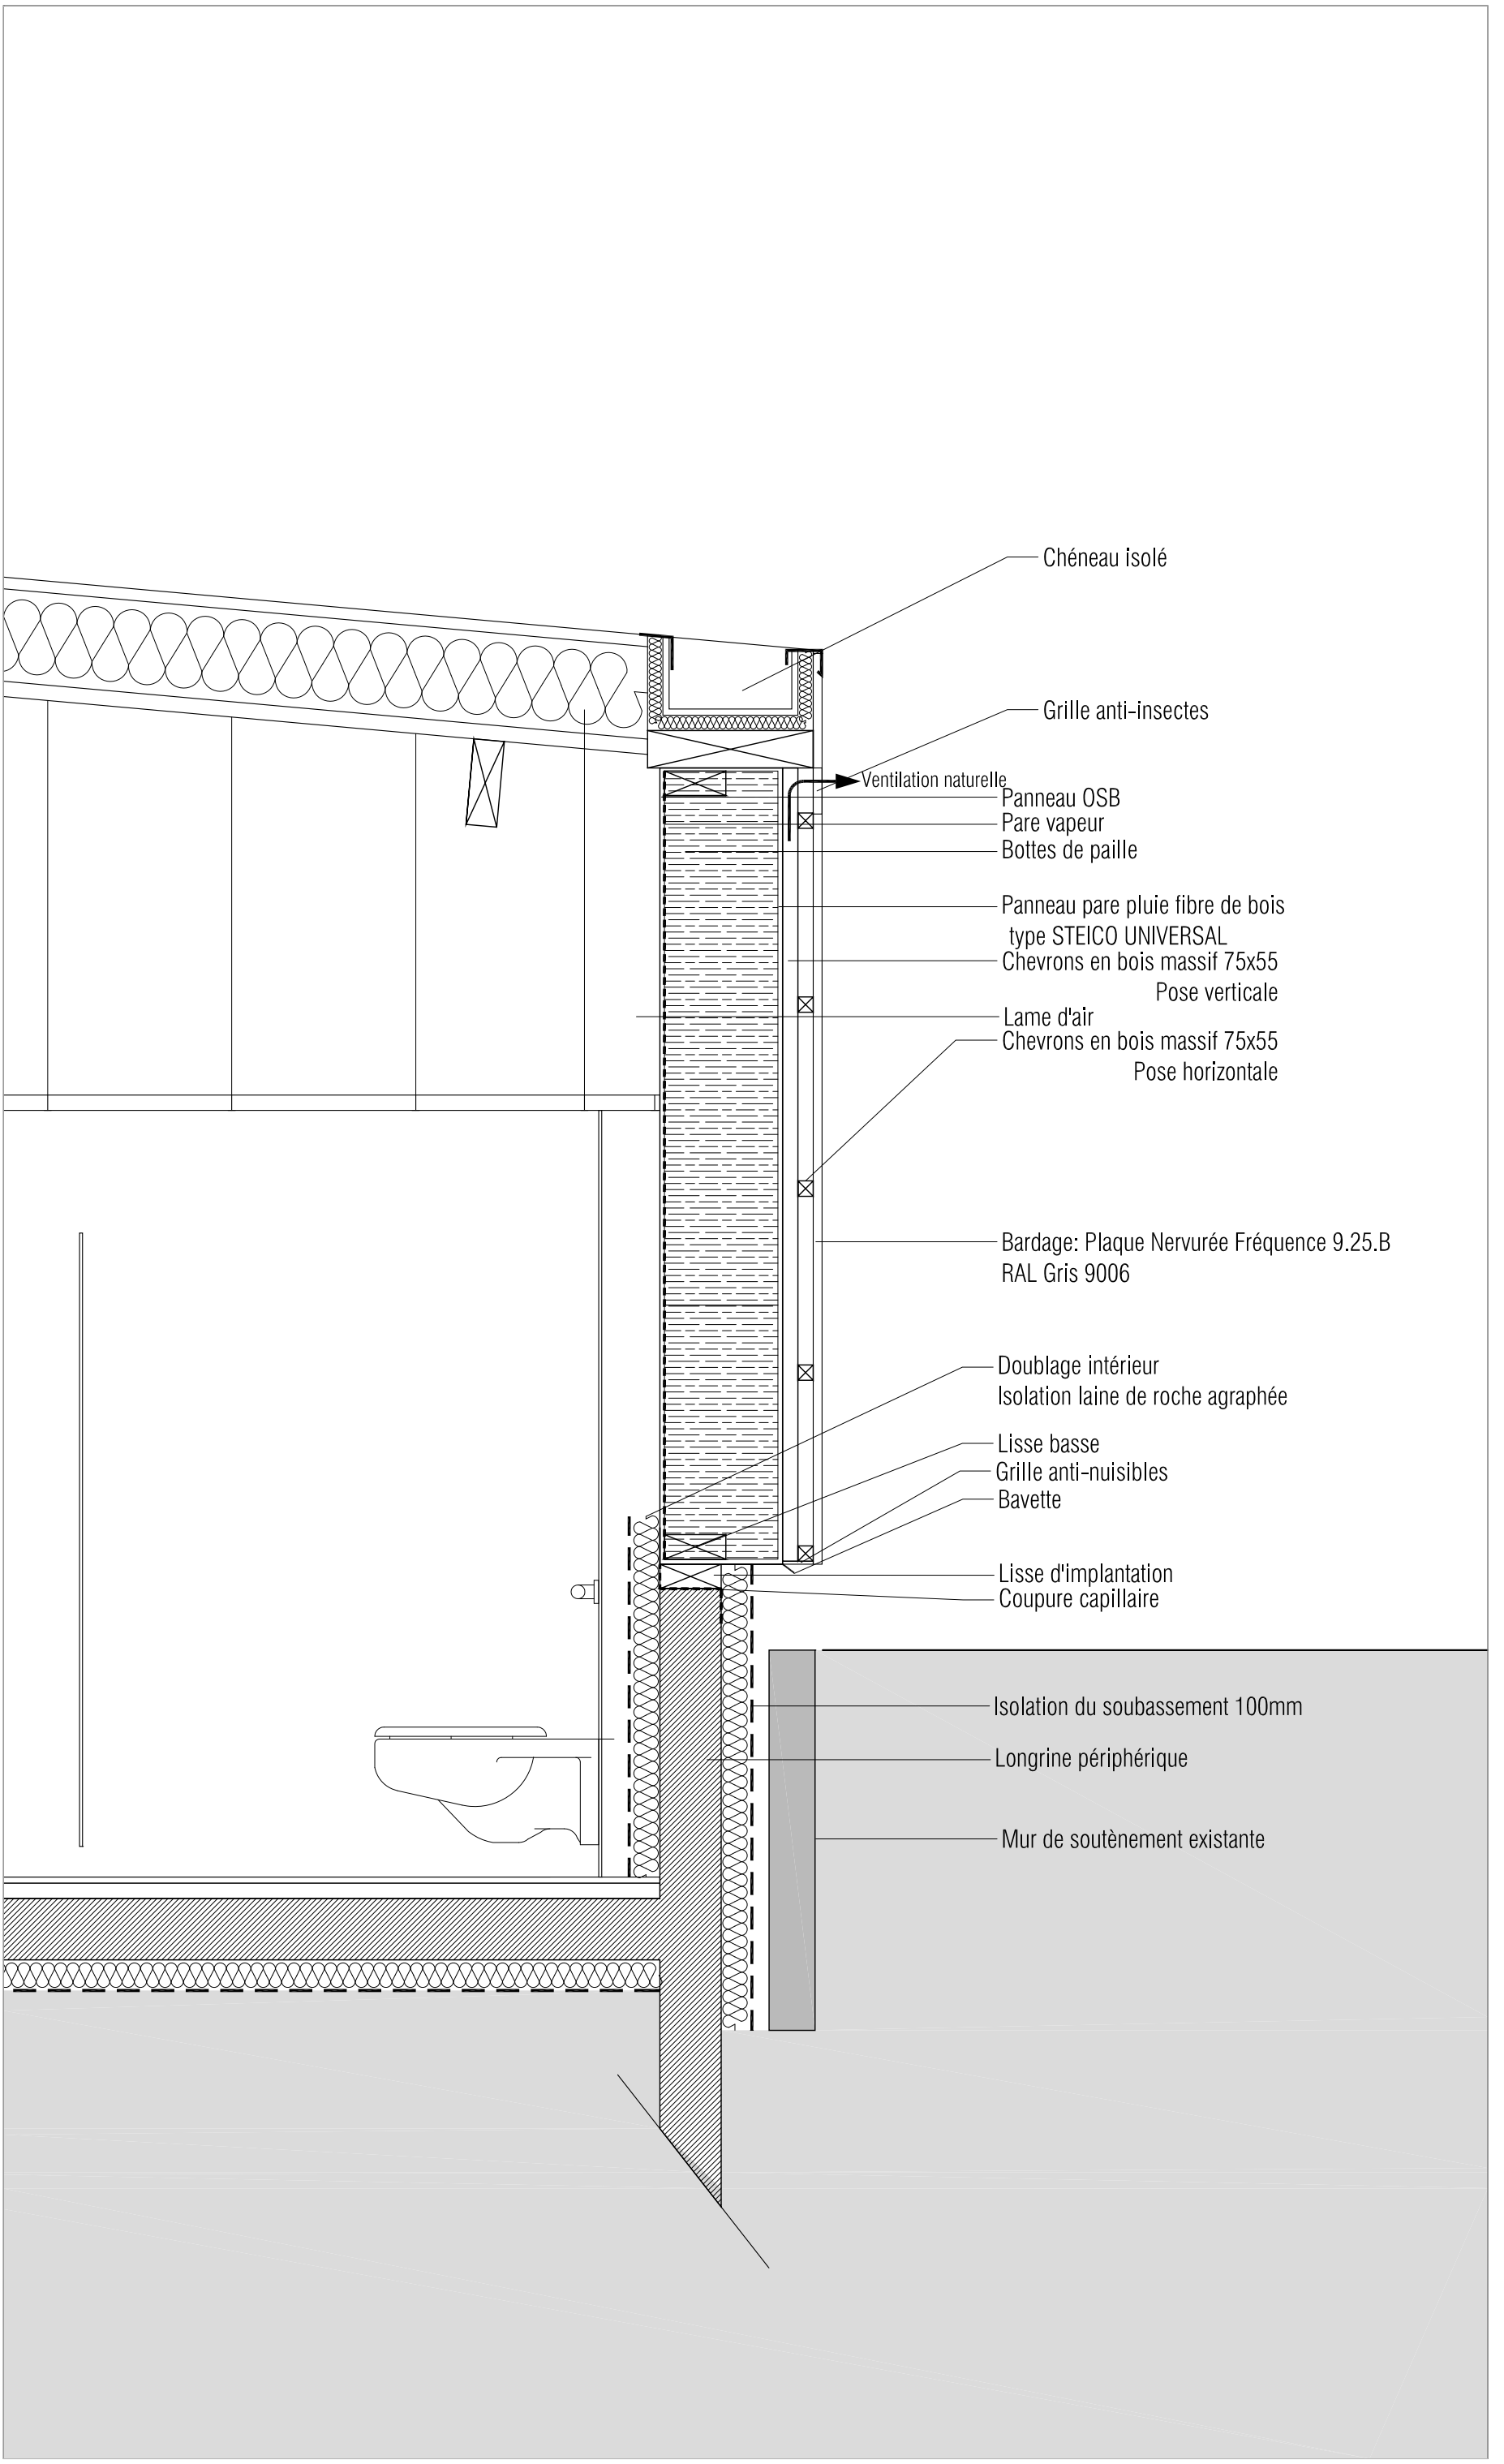 Chéneau isolé
Grille anti-insectes
Ventilation naturelle
Panneau OSB
Pare vapeur
Bottes de paille
Panneau pare pluie fibre de bois
type STEICO UNIVERSAL
Chevrons en bois massif 75x55
Pose verticale
Lame d'air
Chevrons en bois massif 75x55
Pose horizontale
Bardage: Plaque Nervurée Fréquence 9.25.B
RAL Gris 9006
Doublage intérieur
Isolation laine de roche agraphée
Lisse basse
Grille anti-nuisibles
Bavette
Lisse d'implantation
Coupure capillaire
Isolation du soubassement 100mm
Longrine périphérique
Mur de soutènement existante